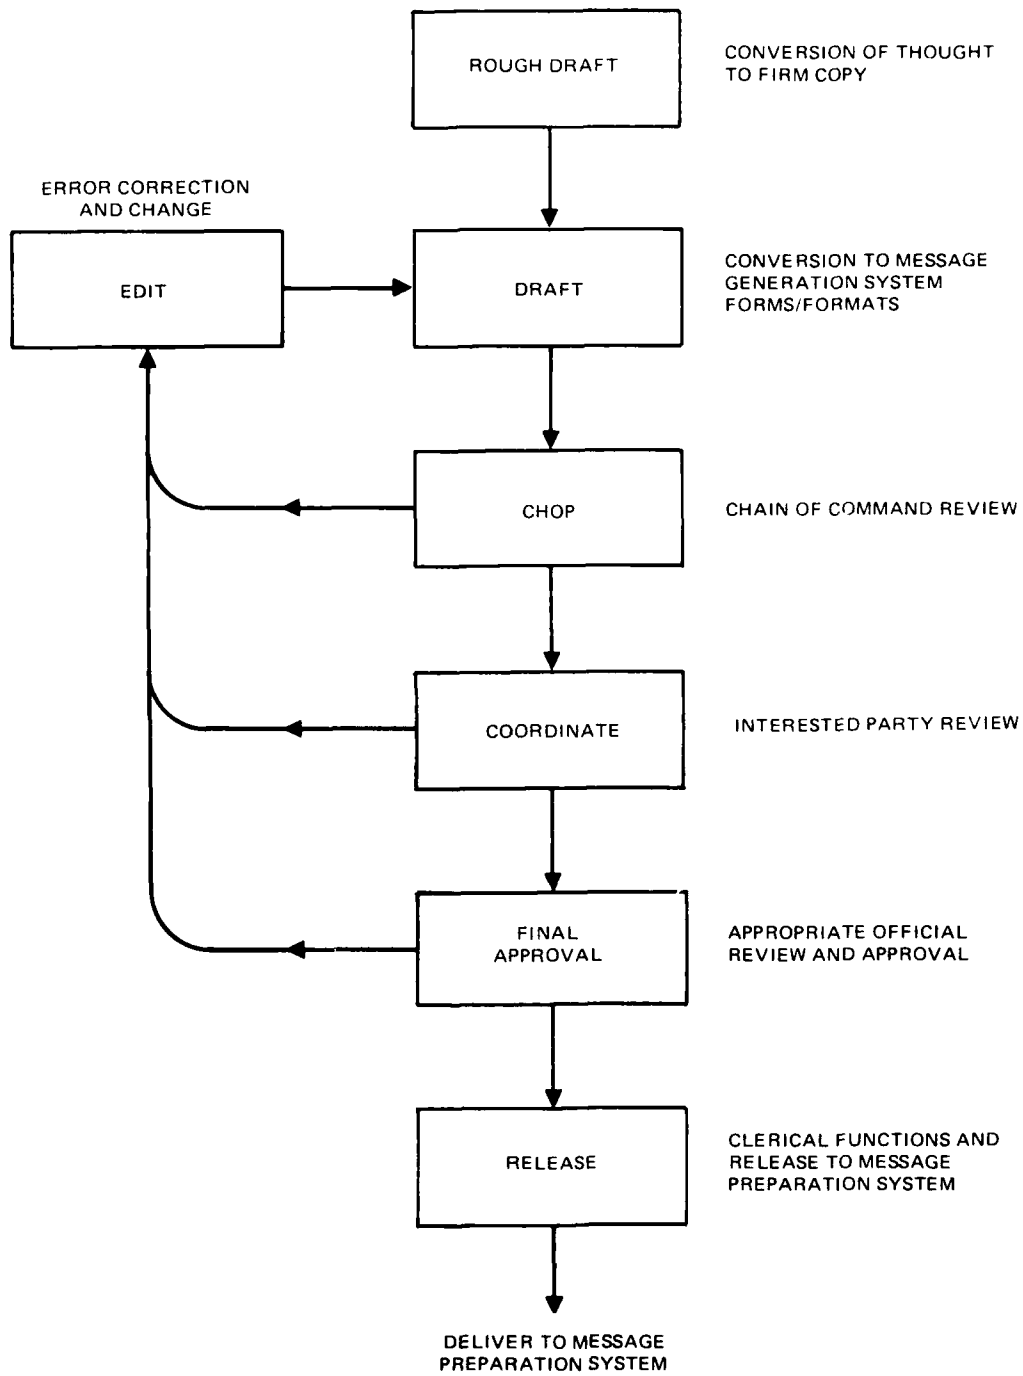 ROUGH DRAFT
CONVERSION OF THOUGHT
TO FIRM COPY
ERROR CORRECTION
AND CHANGE
EDIT
DRAFT
CONVERSION TO MESSAGE
GENERATION SYSTEM
FORMS/FORMATS
CHOP
CHAIN OF COMMAND REVIEW
COORDINATE
INTERESTED PARTY REVIEW
FINAL
APPROVAL
APPROPRIATE OFFICIAL
REVIEW AND APPROVAL
RELEASE
CLERICAL FUNCTIONS AND
RELEASE TO MESSAGE
PREPARATION SYSTEM
DELIVER TO MESSAGE
PREPARATION SYSTEM